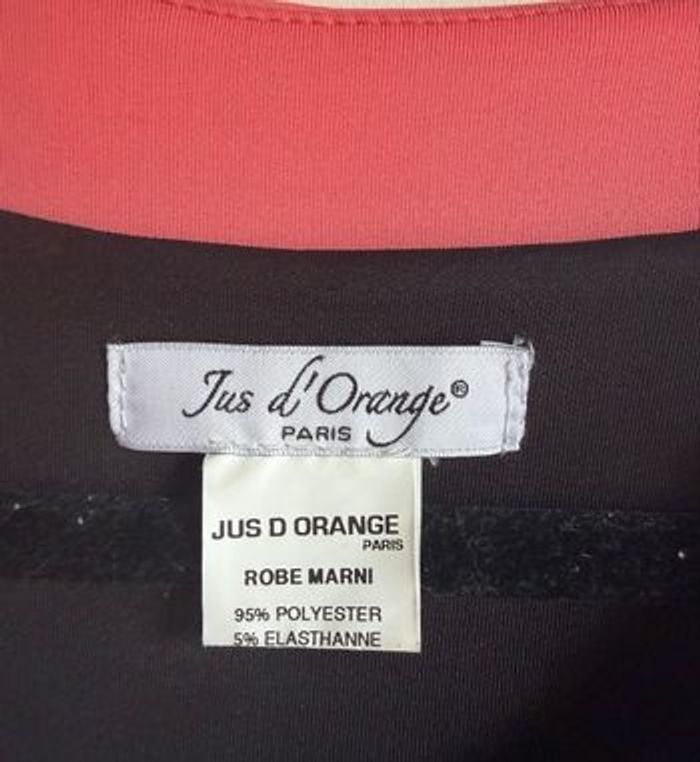 Jus d'Orange®
PARIS
JUS D ORANGE
PARIS
ROBE MARNI
95% POLYESTER
5% ELASTHANNE